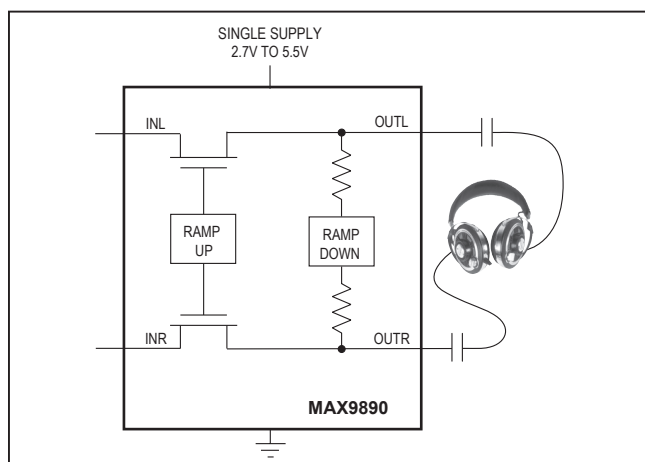 SINGLE SUPPLY
2.7V TO 5.5V
INL
OUTL
RAMP
UP
RAMP
DOWN
INR
OUTR
MAX9890